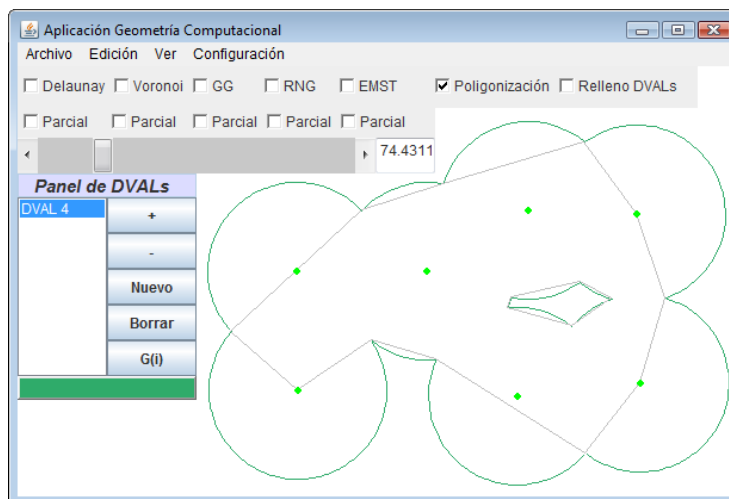 Aplicación Geometría Computacional
Archivo Edición Ver Configuración
Delaunay Voronoi GG RNG EMST Poligonización Relleno DVALs
Parcial Parcial Parcial Parcial Parcial
74.4311
Panel de DVALs
DVAL 4
+
-
Nuevo
Borrar
G(i)